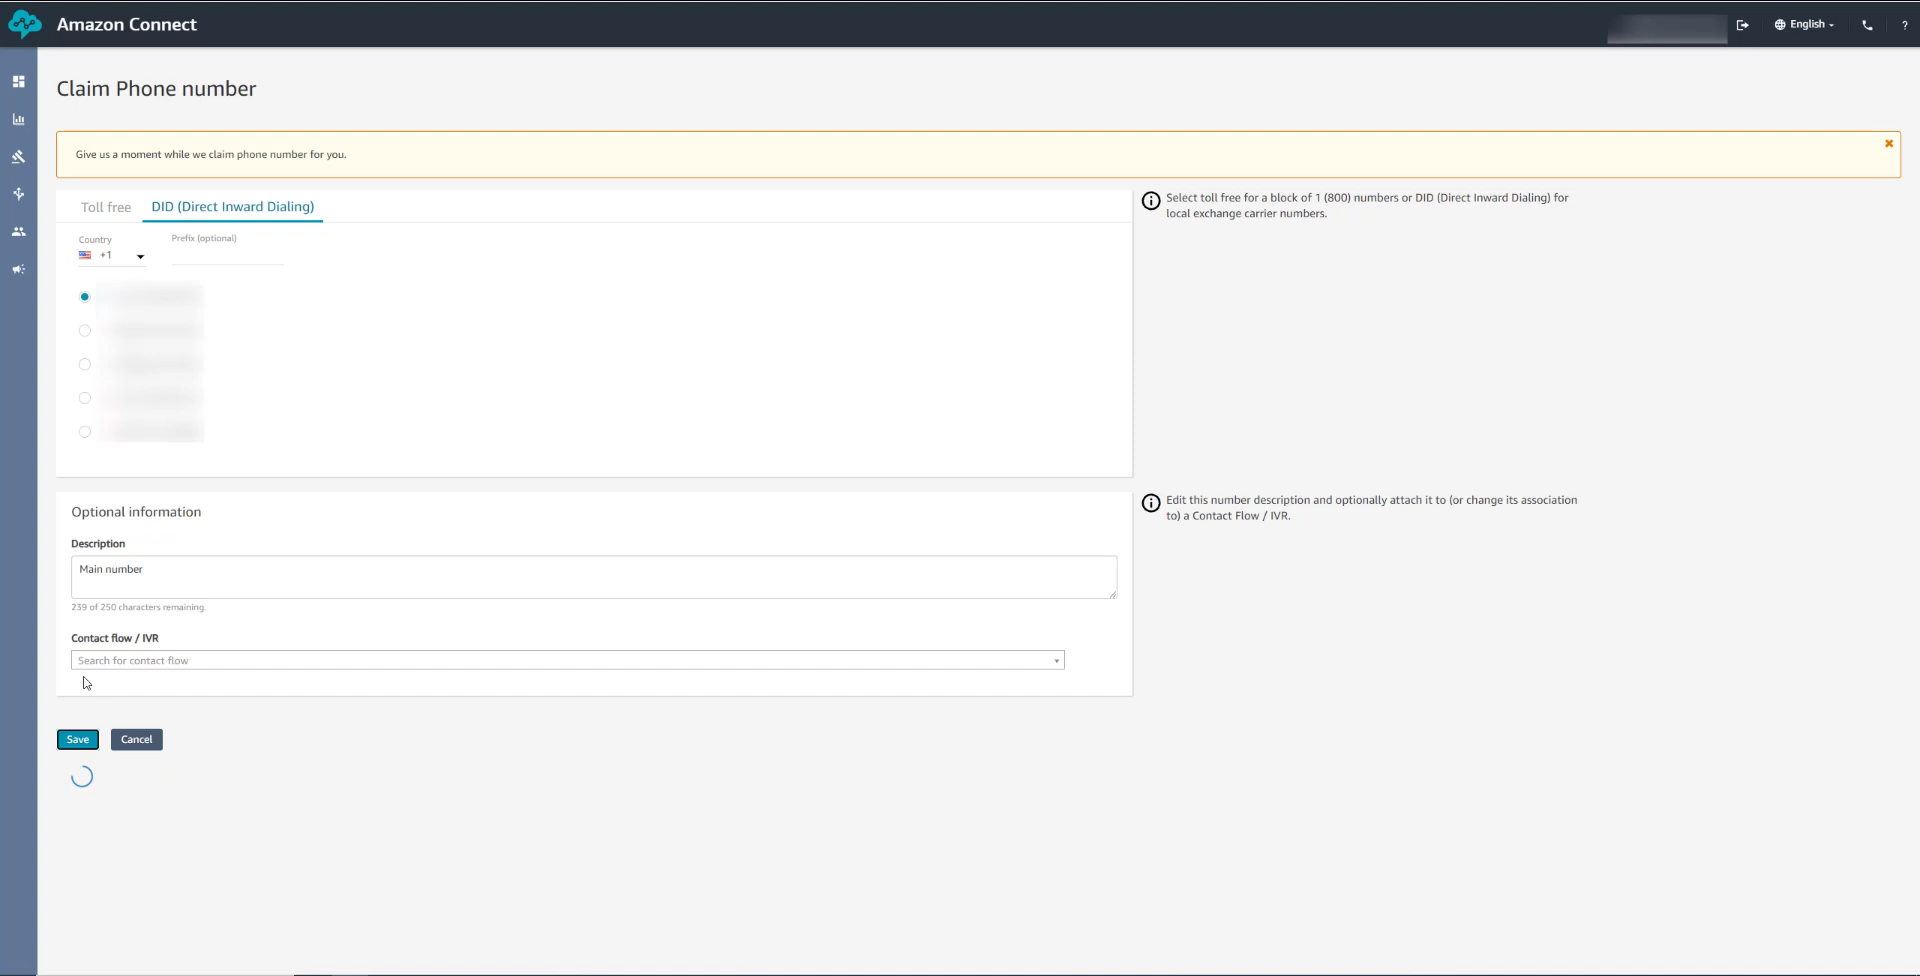 Amazon Connect
English
?
Claim Phone number
Give us a moment while we claim phone number for you.
Toll free
DID (Direct Inward Dialing)
Select toll free for a block of 1 (800) numbers or DID (Direct Inward Dialing) for
local exchange carrier numbers.
Country
Prefix (optional)
+1
Optional information
Edit this number description and optionally attach it to (or change its association
to) a Contact Flow / IVR.
Description
Main number
239 of 250 characters remaining.
Contact flow / IVR
Search for contact flow
Save
Cancel